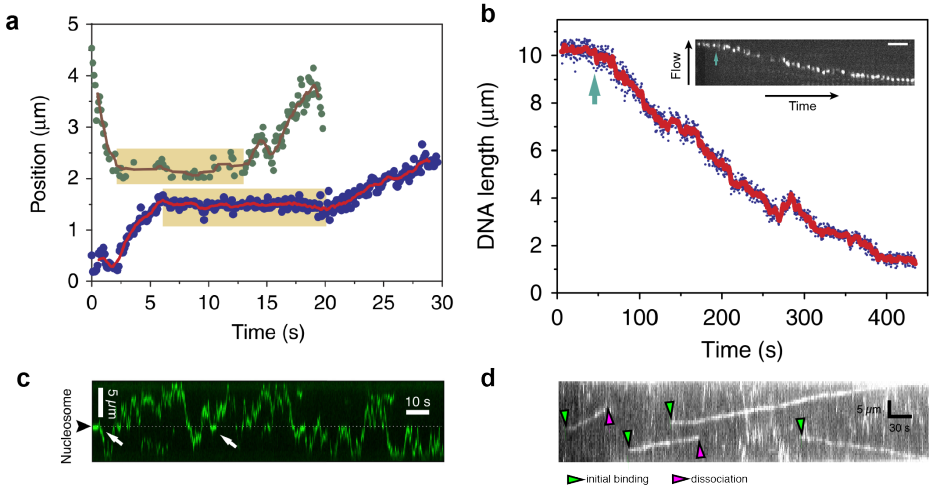 a
5
4
3
2
1
0
Position (μm)
0 5 10 15 20 25 30
Time (s)
b
10
8
6
4
2
0
DNA length (μm)
0 100 200 300 400
Time (s)
Flow
Time
c
Nucleosome
5 μm
10 s
d
5 μm
30 s
initial binding
dissociation